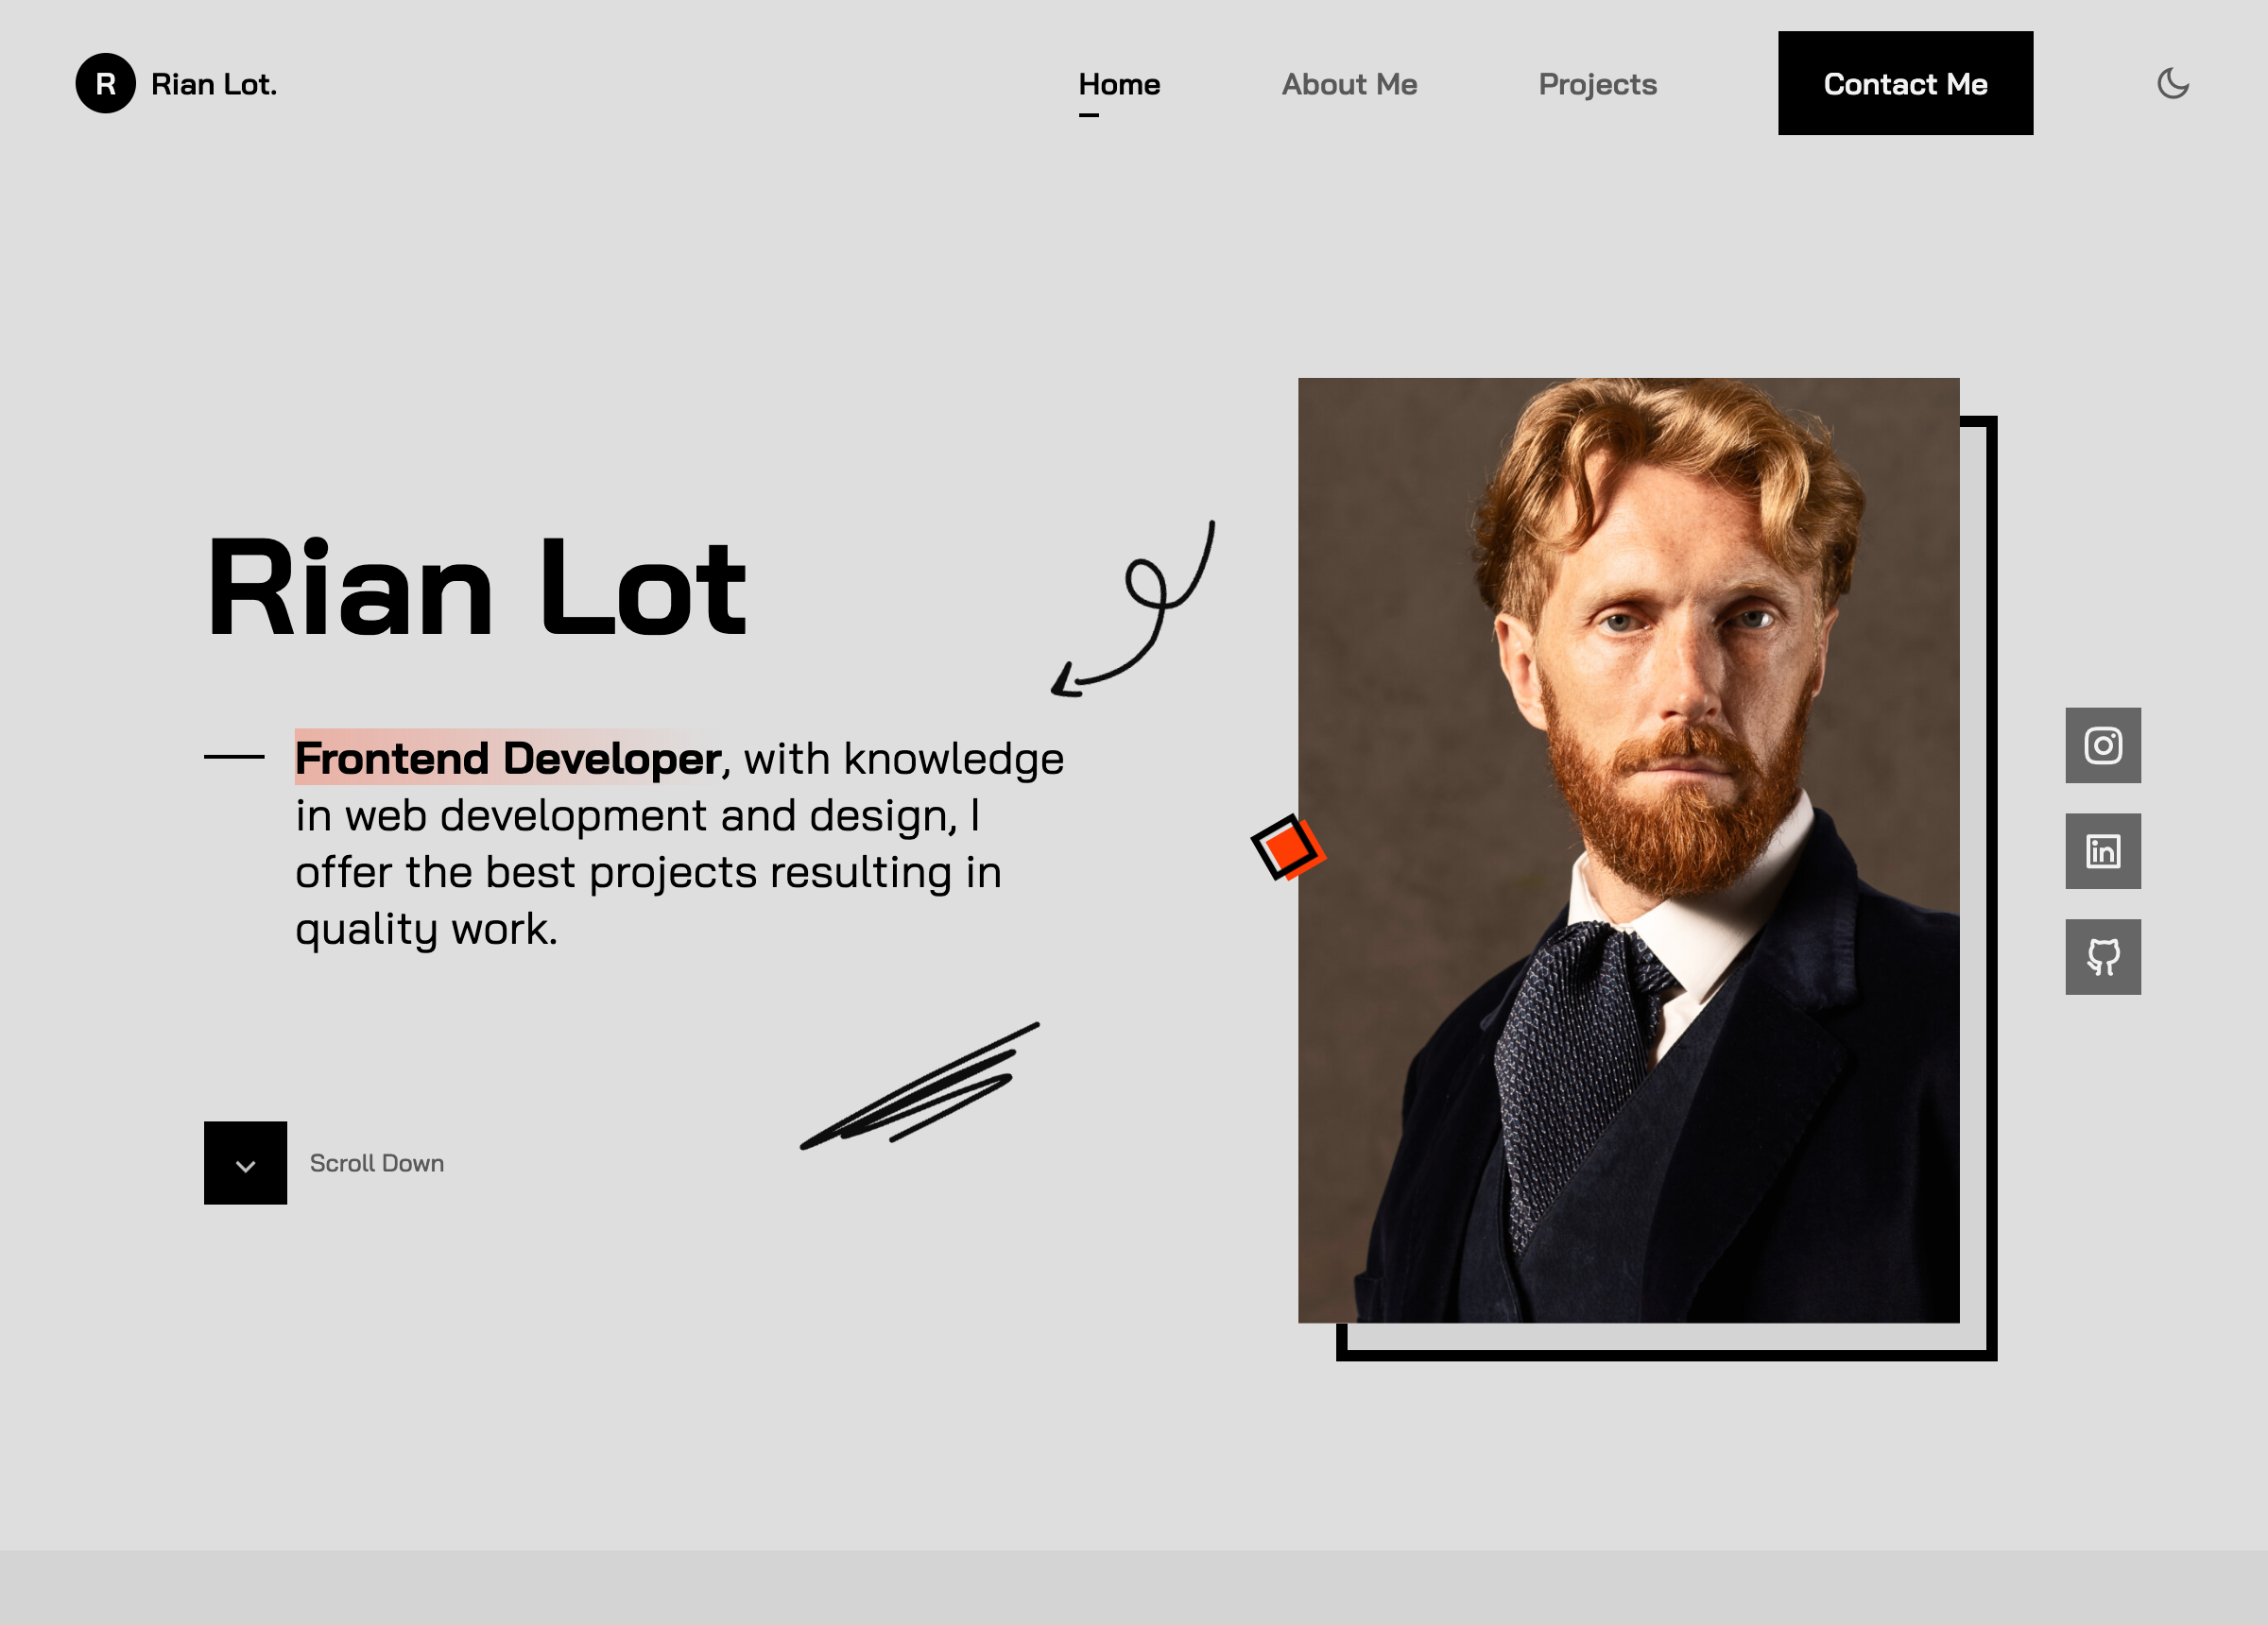 R Rian Lot.
Home
About Me
Projects
Contact Me
Rian Lot
Frontend Developer, with knowledge
in web development and design, I
offer the best projects resulting in
quality work.
Scroll Down
in